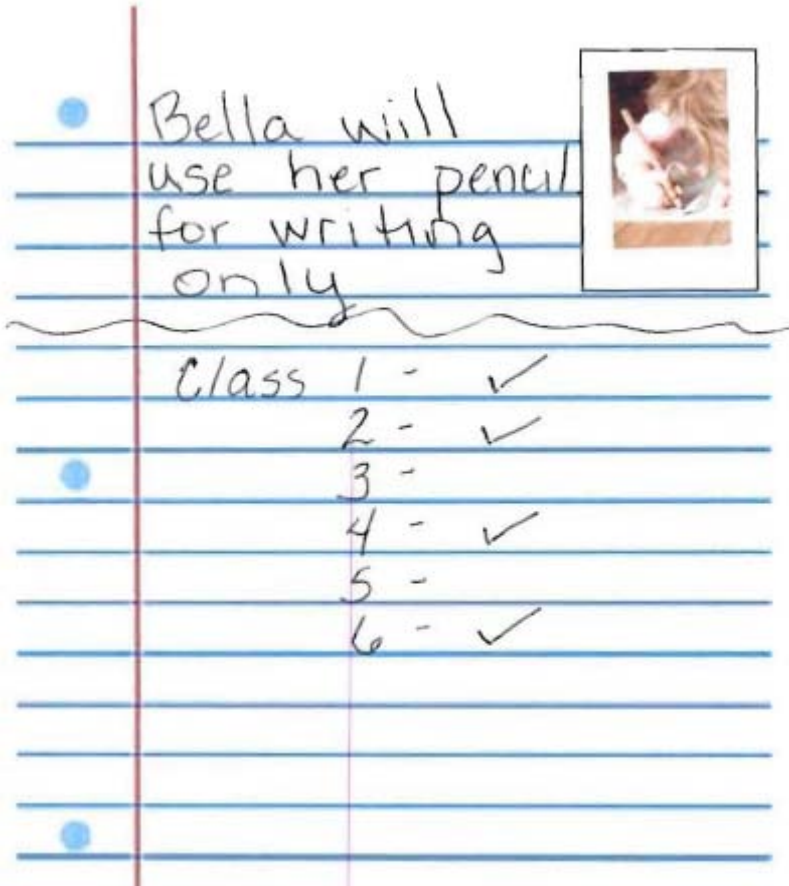 Bella will
use her pencil
for writing
only
Class 1 - ✓
2 - ✓
3 -
4 - ✓
5 -
6 - ✓